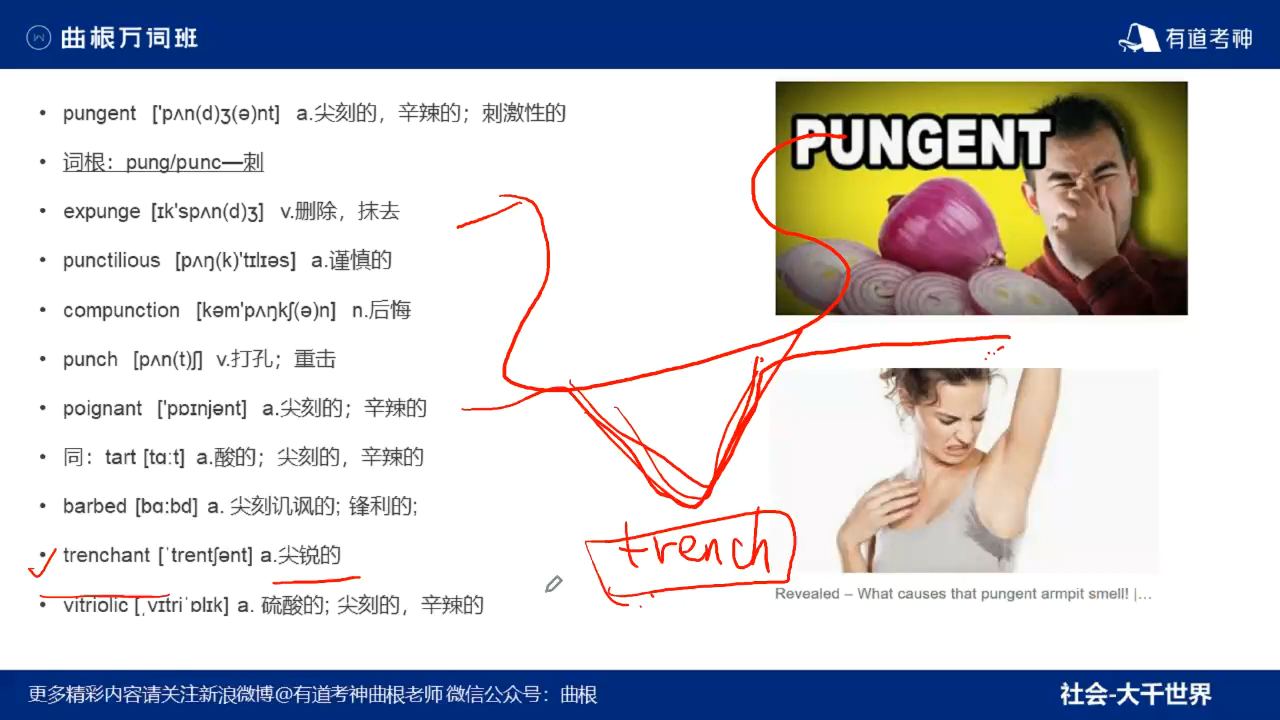 曲根万词班
有道考神
pungent ['pʌn(d)ʒ(ə)nt] a.尖刻的，辛辣的；刺激性的
词根：pung/punc—刺
expunge [ɪk'spʌn(d)ʒ] v.删除，抹去
punctilious [pʌŋ(k)'tɪlɪəs] a.谨慎的
compunction [kəm'pʌŋkʃ(ə)n] n.后悔
punch [pʌn(t)ʃ] v.打孔；重击
poignant ['pɒɪnjənt] a.尖刻的；辛辣的
同：tart [tɑːt] a.酸的；尖刻的，辛辣的
barbed [bɑːbd] a. 尖刻讥讽的; 锋利的;
trenchant [ˈtrentʃənt] a.尖锐的
vitriolic [ˌvɪtriˈɒlɪk] a. 硫酸的; 尖刻的，辛辣的
PUNGENT
trench
Revealed – What causes that pungent armpit smell! |...
更多精彩内容请关注新浪微博@有道考神曲根老师 微信公众号：曲根
社会-大千世界